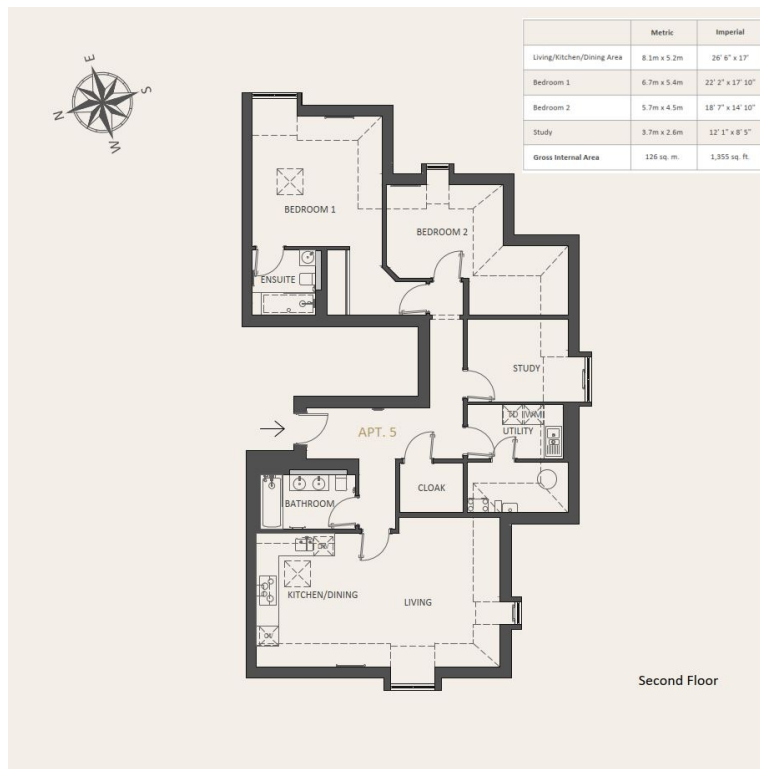 Metric Imperial
Living/Kitchen/Dining Area 8.1m x 5.2m 26' 6" x 17'
Bedroom 1 6.7m x 5.4m 22' 2" x 17' 10"
Bedroom 2 5.7m x 4.5m 18' 7" x 14' 10"
Study 3.7m x 2.6m 12' 1" x 8' 5"
Gross Internal Area 126 sq. m. 1,355 sq. ft.
E
S
N
W
BEDROOM 1
BEDROOM 2
ENSUITE
STUDY
TD WM
UTILITY
APT. 5
CLOAK
BATHROOM
KITCHEN/DINING
LIVING
Second Floor